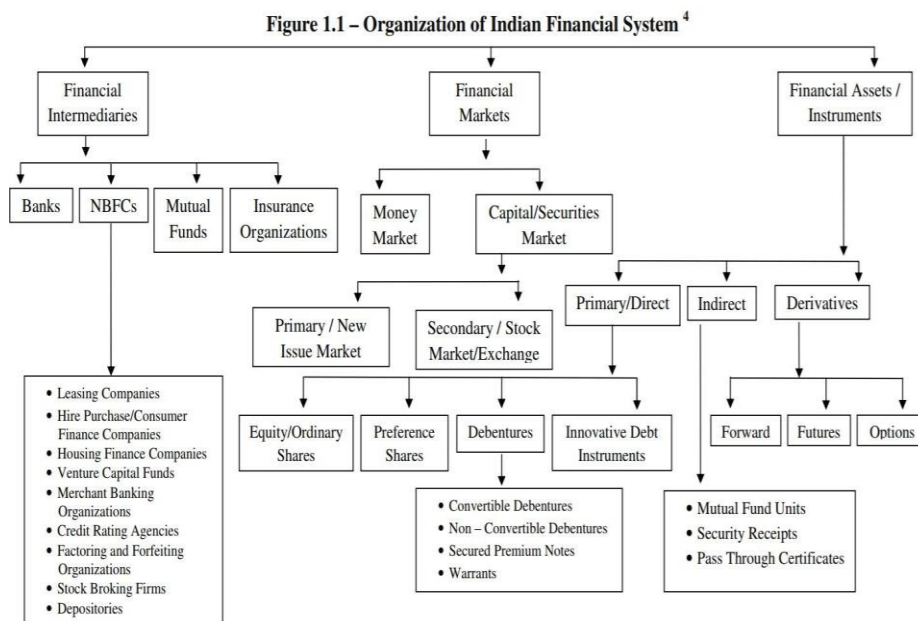 Figure 1.1 – Organization of Indian Financial System 4
Financial
Intermediaries
Financial
Markets
Financial Assets /
Instruments
Banks
NBFCs
Mutual
Funds
Insurance
Organizations
Money
Market
Capital/Securities
Market
Primary / New
Issue Market
Secondary / Stock
Market/Exchange
Primary/Direct
Indirect
Derivatives
• Leasing Companies
• Hire Purchase/Consumer
Finance Companies
• Housing Finance Companies
• Venture Capital Funds
• Merchant Banking
Organizations
• Credit Rating Agencies
• Factoring and Forfeiting
Organizations
• Stock Broking Firms
• Depositories
Equity/Ordinary
Shares
Preference
Shares
Debentures
Innovative Debt
Instruments
Forward
Futures
Options
• Convertible Debentures
• Non – Convertible Debentures
• Secured Premium Notes
• Warrants
• Mutual Fund Units
• Security Receipts
• Pass Through Certificates